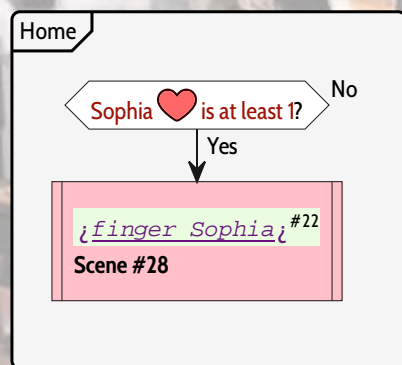 Home
Sophia ❤ is at least 1?
No
Yes
¿finger Sophia¿#22
Scene #28